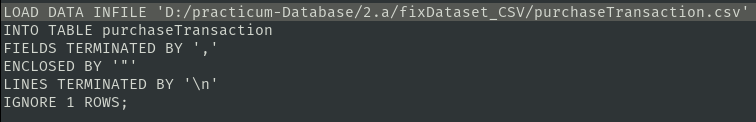 LOAD DATA INFILE 'D:/practicum-Database/2.a/fixDataset_CSV/purchaseTransaction.csv'
INTO TABLE purchaseTransaction
FIELDS TERMINATED BY ','
ENCLOSED BY '"'
LINES TERMINATED BY '\n'
IGNORE 1 ROWS;